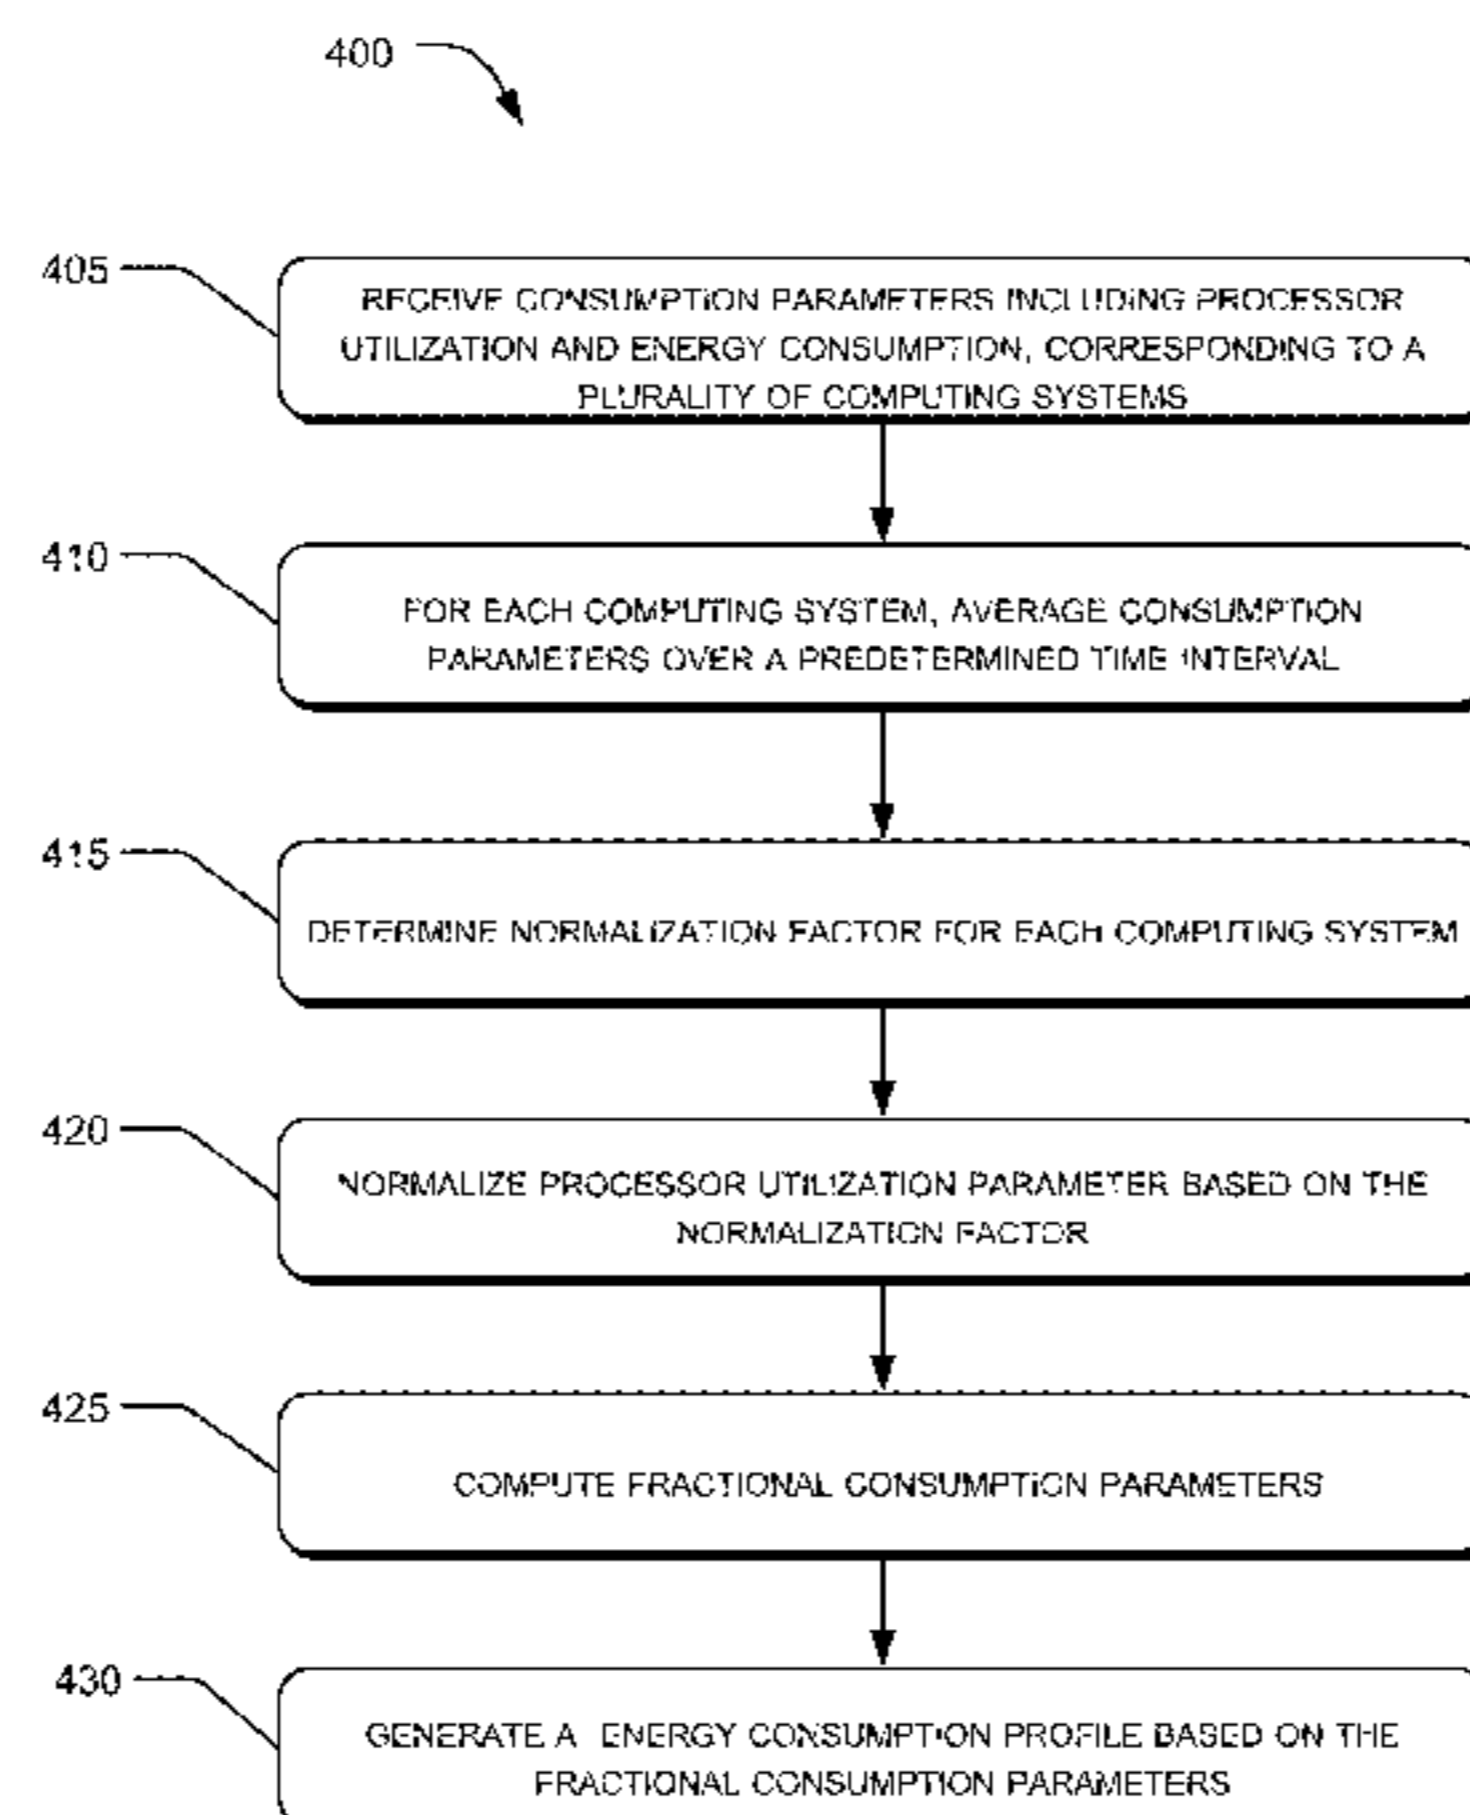 400
405
RECEIVE CONSUMPTION PARAMETERS INCLUDING PROCESSOR
UTILIZATION AND ENERGY CONSUMPTION, CORRESPONDING TO A
PLURALITY OF COMPUTING SYSTEMS
410
FOR EACH COMPUTING SYSTEM, AVERAGE CONSUMPTION
PARAMETERS OVER A PREDETERMINED TIME INTERVAL
415
DETERMINE NORMALIZATION FACTOR FOR EACH COMPUTING SYSTEM
420
NORMALIZE PROCESSOR UTILIZATION PARAMETER BASED ON THE
NORMALIZATION FACTOR
425
COMPUTE FRACTIONAL CONSUMPTION PARAMETERS
430
GENERATE A ENERGY CONSUMPTION PROFILE BASED ON THE
FRACTIONAL CONSUMPTION PARAMETERS